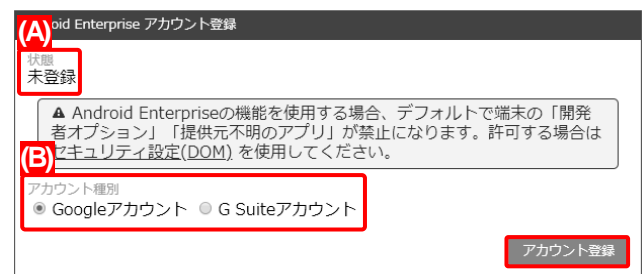 (A)
oid Enterprise アカウント登録
状態
未登録
▲ Android Enterpriseの機能を使用する場合、デフォルトで端末の「開発
者オプション」「提供元不明のアプリ」が禁止になります。許可する場合は
セキュリティ設定(DOM) を使用してください。
(B)
アカウント種別
Googleアカウント G Suiteアカウント
アカウント登録